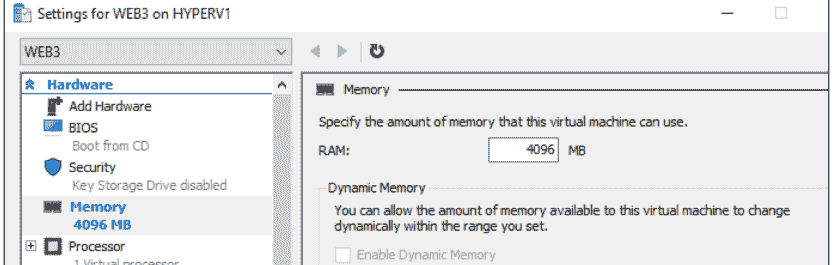 Settings for WEB3 on HYPERV1
WEB3
Hardware
Add Hardware
BIOS
Boot from CD
Security
Key Storage Drive disabled
Memory
4096 MB
Processor
1 Virtual processor
Memory
Specify the amount of memory that this virtual machine can use.
RAM: 4096 MB
Dynamic Memory
You can allow the amount of memory available to this virtual machine to change
dynamically within the range you set.
Enable Dynamic Memory